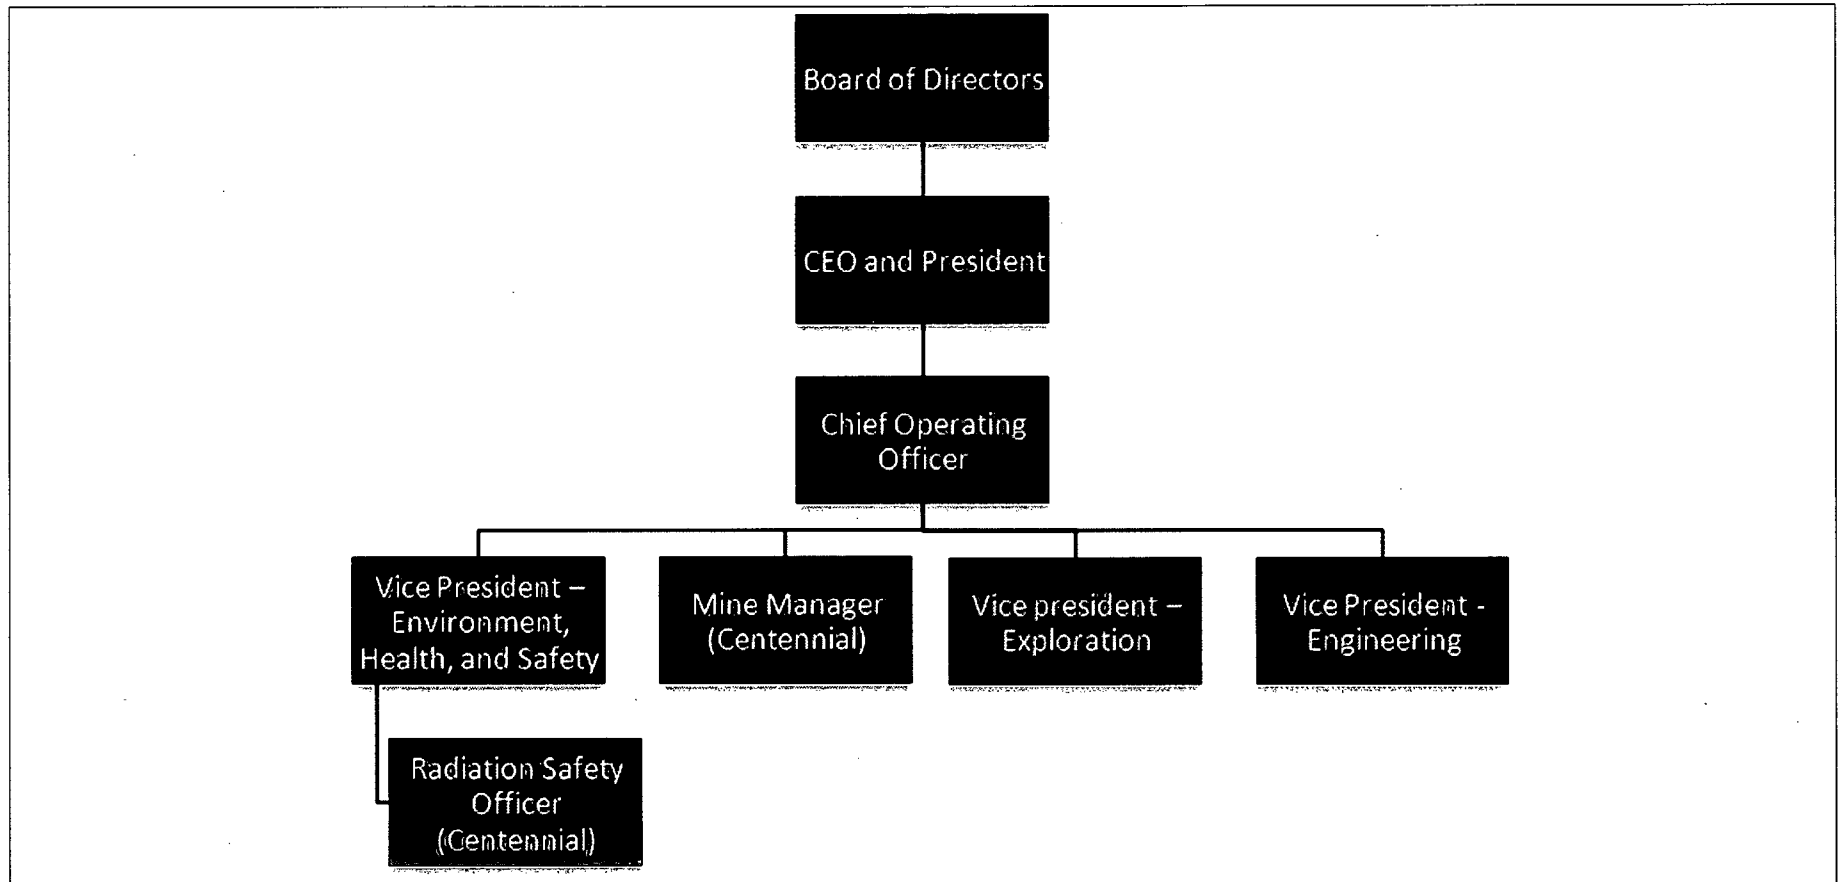 Board of Directors
CEO and President
Chief Operating
Officer
Vice President –
Environment,
Health, and Safety
Mine Manager
(Centennial)
Vice president –
Exploration
Vice President -
Engineering
Radiation Safety
Officer
(Centennial)